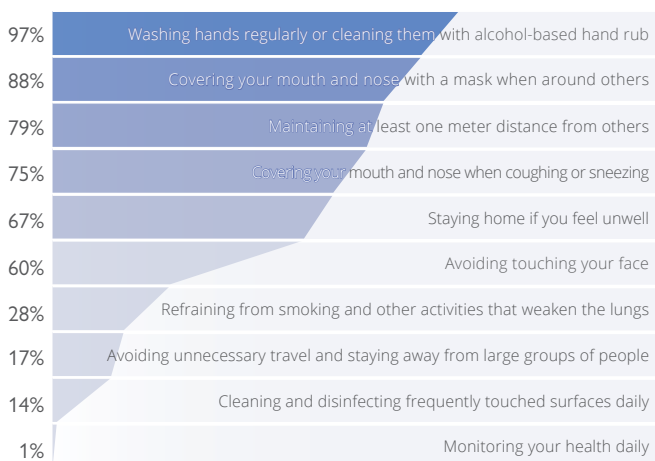 97% Washing hands regularly or cleaning them with alcohol-based hand rub
88% Covering your mouth and nose with a mask when around others
79% Maintaining at least one meter distance from others
75% Covering your mouth and nose when coughing or sneezing
67% Staying home if you feel unwell
60% Avoiding touching your face
28% Refraining from smoking and other activities that weaken the lungs
17% Avoiding unnecessary travel and staying away from large groups of people
14% Cleaning and disinfecting frequently touched surfaces daily
1% Monitoring your health daily